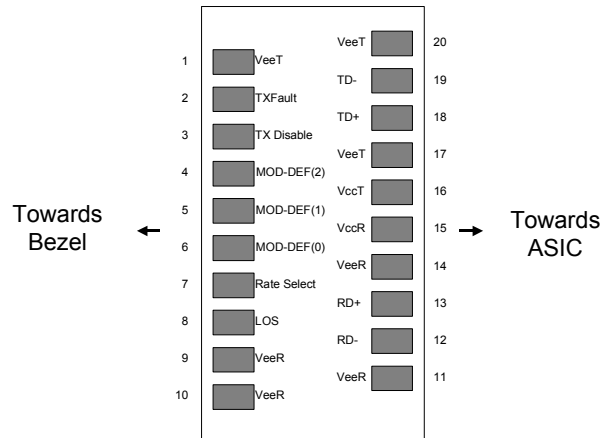 VeeT 20
1 VeeT
TD- 19
2 TXFault
TD+ 18
3 TX Disable
VeeT 17
4 MOD-DEF(2)
VccT 16
5 MOD-DEF(1)
Towards
Bezel
VccR 15
Towards
ASIC
6 MOD-DEF(0)
VeeR 14
7 Rate Select
RD+ 13
8 LOS
RD- 12
9 VeeR
VeeR 11
10 VeeR